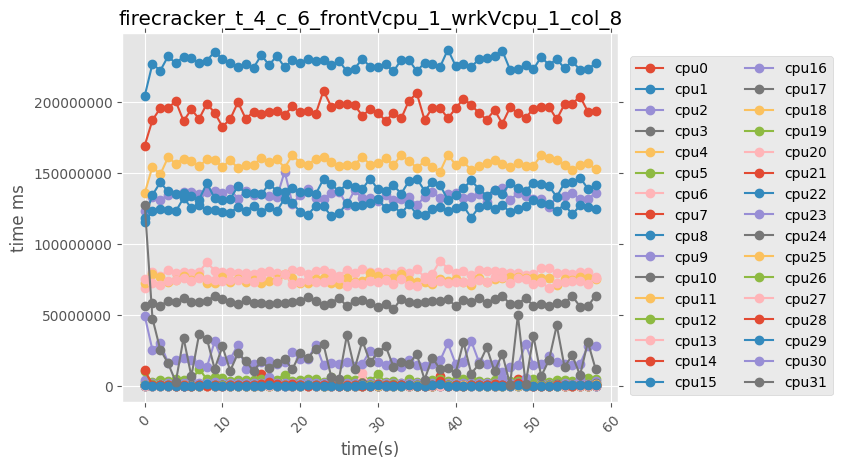 firecracker_t_4_c_6_frontVcpu_1_wrkVcpu_1_col_8
time ms
200000000
150000000
100000000
50000000
0
0
10
20
30
40
50
60
time(s)
cpu0
cpu1
cpu2
cpu3
cpu4
cpu5
cpu6
cpu7
cpu8
cpu9
cpu10
cpu11
cpu12
cpu13
cpu14
cpu15
cpu16
cpu17
cpu18
cpu19
cpu20
cpu21
cpu22
cpu23
cpu24
cpu25
cpu26
cpu27
cpu28
cpu29
cpu30
cpu31